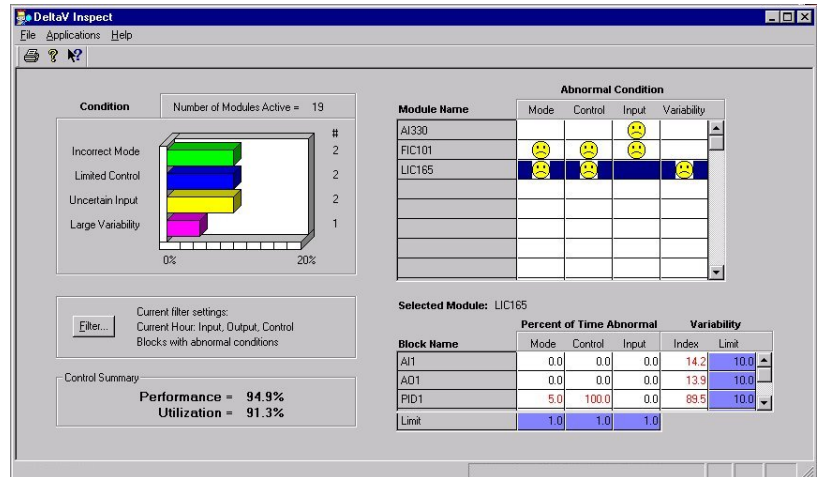 DeltaV Inspect
File Applications Help
Condition
Number of Modules Active = 19
#
Incorrect Mode 2
Limited Control 2
Uncertain Input 2
Large Variability 1
0% 20%
Filter...
Current filter settings:
Current Hour: Input, Output, Control
Blocks with abnormal conditions
Control Summary
Performance = 94.9%
Utilization = 91.3%
Abnormal Condition
Module Name Mode Control Input Variability
AI330
FIC101
LIC165
Selected Module: LIC165
Percent of Time Abnormal Variability
Block Name Mode Control Input Index Limit
AI1 0.0 0.0 0.0 14.2 10.0
AO1 0.0 0.0 0.0 13.9 10.0
PID1 5.0 100.0 0.0 89.5 10.0
Limit 1.0 1.0 1.0